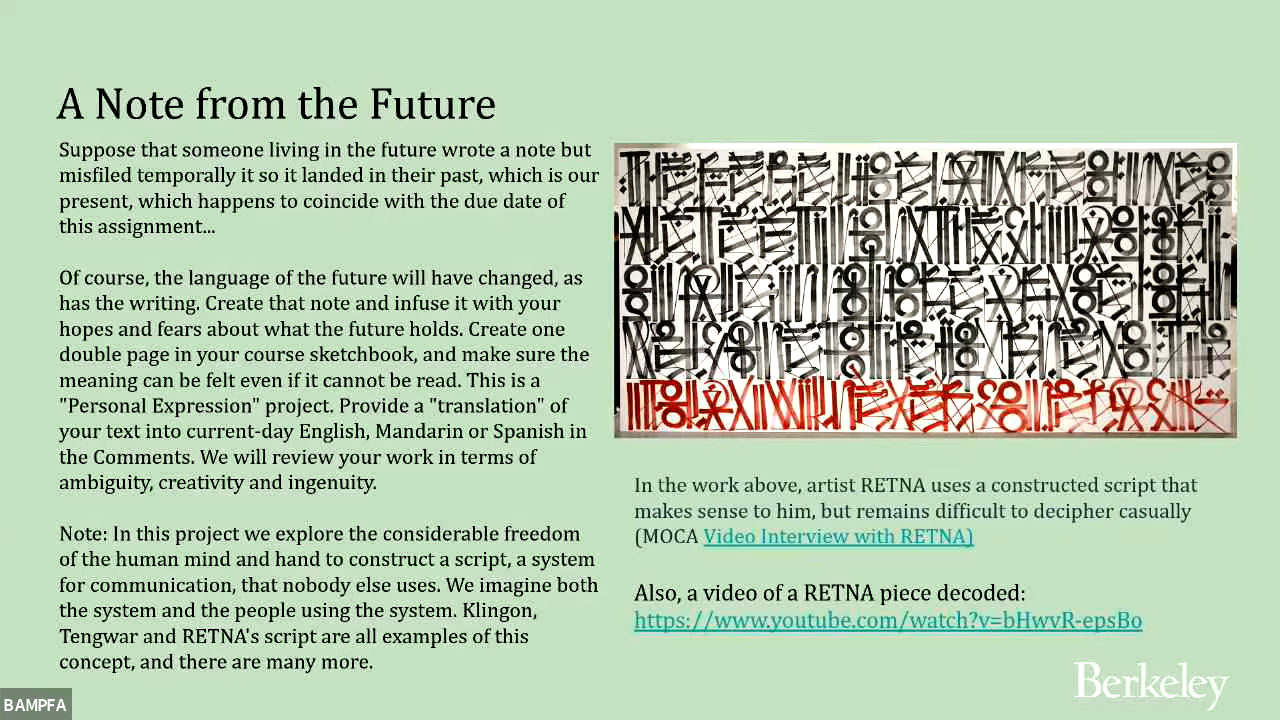 A Note from the Future
Suppose that someone living in the future wrote a note but
misfiled temporally it so it landed in their past, which is our
present, which happens to coincide with the due date of
this assignment...
Of course, the language of the future will have changed, as
has the writing. Create that note and infuse it with your
hopes and fears about what the future holds. Create one
double page in your course sketchbook, and make sure the
meaning can be felt even if it cannot be read. This is a
"Personal Expression" project. Provide a "translation" of
your text into current-day English, Mandarin or Spanish in
the Comments. We will review your work in terms of
ambiguity, creativity and ingenuity.
Note: In this project we explore the considerable freedom
of the human mind and hand to construct a script, a system
for communication, that nobody else uses. We imagine both
the system and the people using the system. Klingon,
Tengwar and RETNA's script are all examples of this
concept, and there are many more.
In the work above, artist RETNA uses a constructed script that
makes sense to him, but remains difficult to decipher casually
(MOCA Video Interview with RETNA)
Also, a video of a RETNA piece decoded:
https://www.youtube.com/watch?v=bHwvR-epsBo
Berkeley
BAMPFA